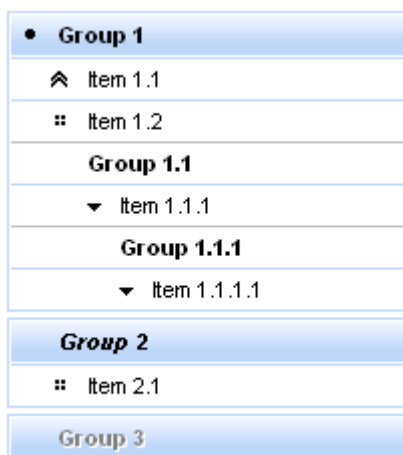 Group 1
Item 1.1
Item 1.2
Group 1.1
Item 1.1.1
Group 1.1.1
Item 1.1.1.1
Group 2
Item 2.1
Group 3